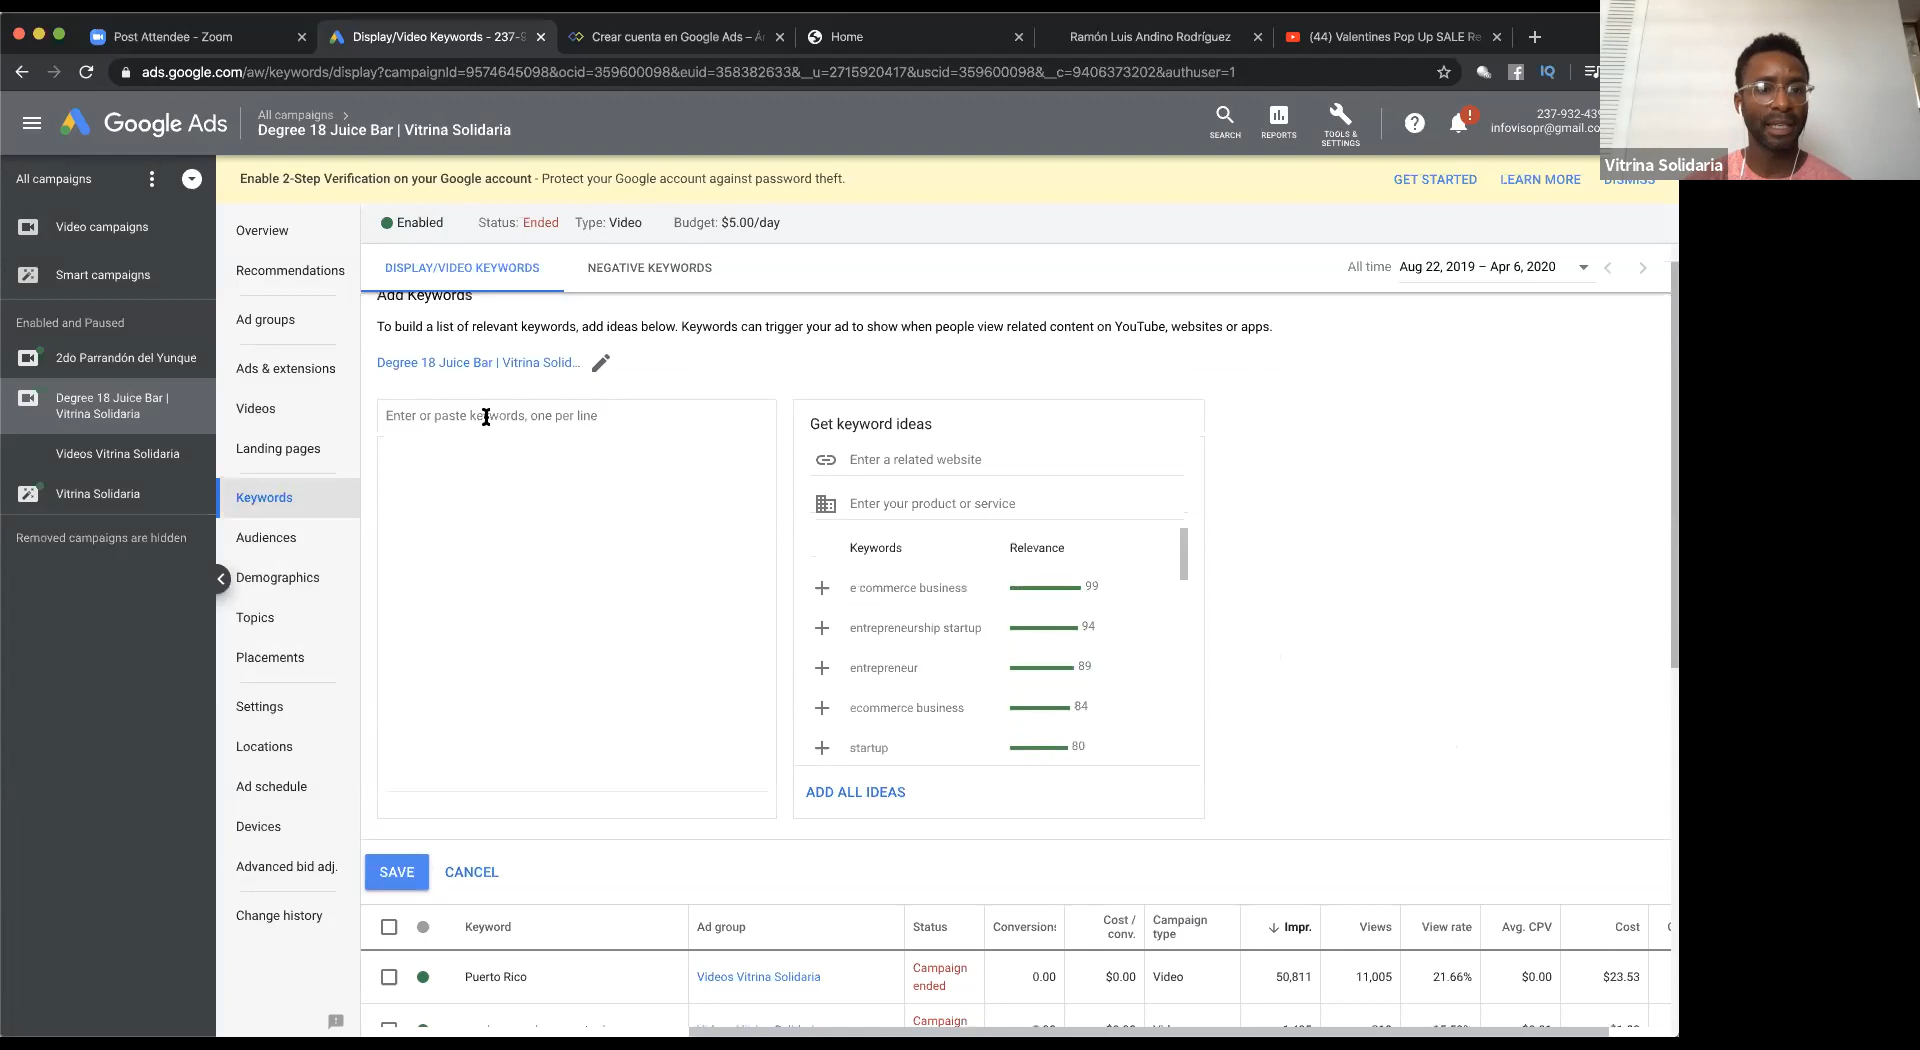 Post Attendee - Zoom
Display/Video Keywords - 237-9
Crear cuenta en Google Ads –
Home
Ramón Luis Andino Rodríguez
(44) Valentines Pop Up SALE Re
ads.google.com/aw/keywords/display?campaignId=9574645098&ocid=359600098&euid=358382633&__u=2715920417&uscid=359600098&__c=9406373202&authuser=1
Google Ads
All campaigns
Degree 18 Juice Bar | Vitrina Solidaria
SEARCH
REPORTS
TOOLS &
SETTINGS
237-932-439
infovisopr@gmail.co
Vitrina Solidaria
Enable 2-Step Verification on your Google account - Protect your Google account against password theft.
GET STARTED
LEARN MORE
DISMISS
All campaigns
Video campaigns
Smart campaigns
Enabled and Paused
2do Parrandón del Yunque
Degree 18 Juice Bar |
Vitrina Solidaria
Videos Vitrina Solidaria
Vitrina Solidaria
Removed campaigns are hidden
Overview
Recommendations
Ad groups
Ads & extensions
Videos
Landing pages
Keywords
Audiences
Demographics
Topics
Placements
Settings
Locations
Ad schedule
Devices
Advanced bid adj.
Change history
Enabled Status: Ended Type: Video Budget: $5.00/day
DISPLAY/VIDEO KEYWORDS
NEGATIVE KEYWORDS
All time Aug 22, 2019 – Apr 6, 2020
Add Keywords
To build a list of relevant keywords, add ideas below. Keywords can trigger your ad to show when people view related content on YouTube, websites or apps.
Degree 18 Juice Bar | Vitrina Solid...
Enter or paste keywords, one per line
Get keyword ideas
Enter a related website
Enter your product or service
Keywords Relevance
e commerce business 99
entrepreneurship startup 94
entrepreneur 89
ecommerce business 84
startup 80
ADD ALL IDEAS
SAVE
CANCEL
Keyword Ad group Status Conversions Cost / conv. Campaign type Impr. Views View rate Avg. CPV Cost
Puerto Rico Videos Vitrina Solidaria Campaign ended 0.00 $0.00 Video 50,811 11,005 21.66% $0.00 $23.53
Campaign